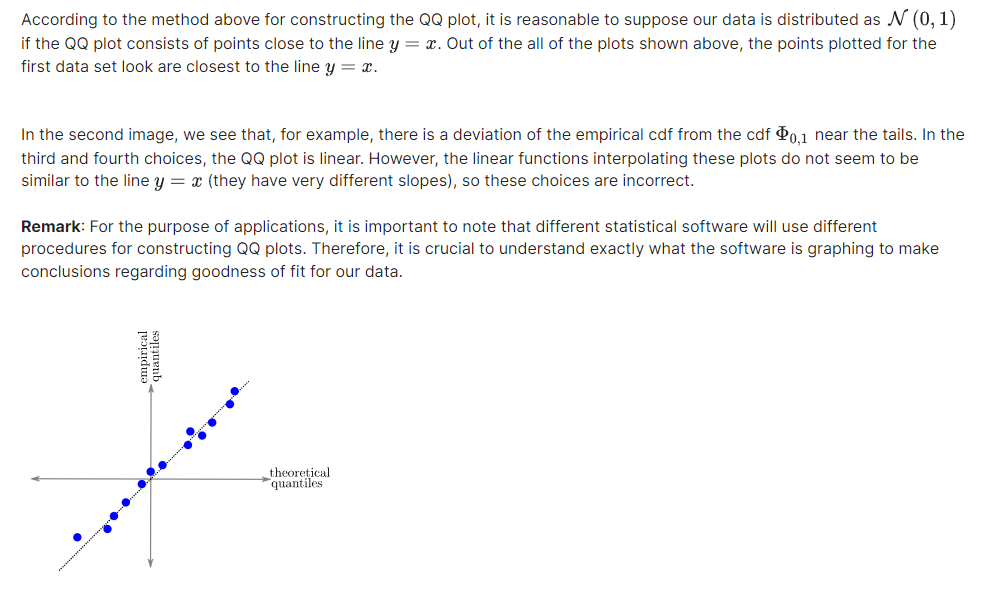 According to the method above for constructing the QQ plot, it is reasonable to suppose our data is distributed as 𝒩 (0, 1)
if the QQ plot consists of points close to the line y = x. Out of the all of the plots shown above, the points plotted for the
first data set look are closest to the line y = x.
In the second image, we see that, for example, there is a deviation of the empirical cdf from the cdf Φ₀,₁ near the tails. In the
third and fourth choices, the QQ plot is linear. However, the linear functions interpolating these plots do not seem to be
similar to the line y = x (they have very different slopes), so these choices are incorrect.
Remark: For the purpose of applications, it is important to note that different statistical software will use different
procedures for constructing QQ plots. Therefore, it is crucial to understand exactly what the software is graphing to make
conclusions regarding goodness of fit for our data.
empirical
quantiles
theoretical
quantiles